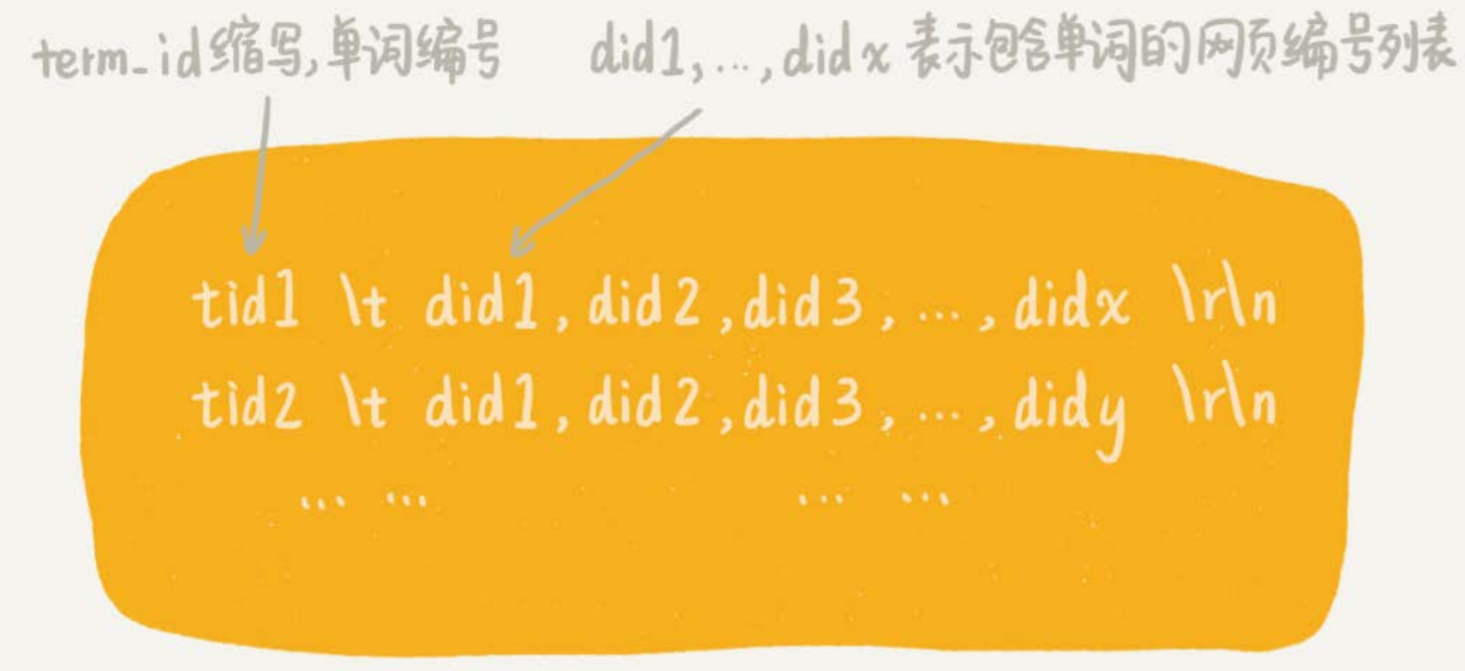 term_id缩写,单词编号 did1,...,didx 表示包含单词的网页编号列表
tid1 \t did1,did2,did3,...,didx \r\n
tid2 \t did1,did2,did3,...,didy \r\n
... ... ... ...